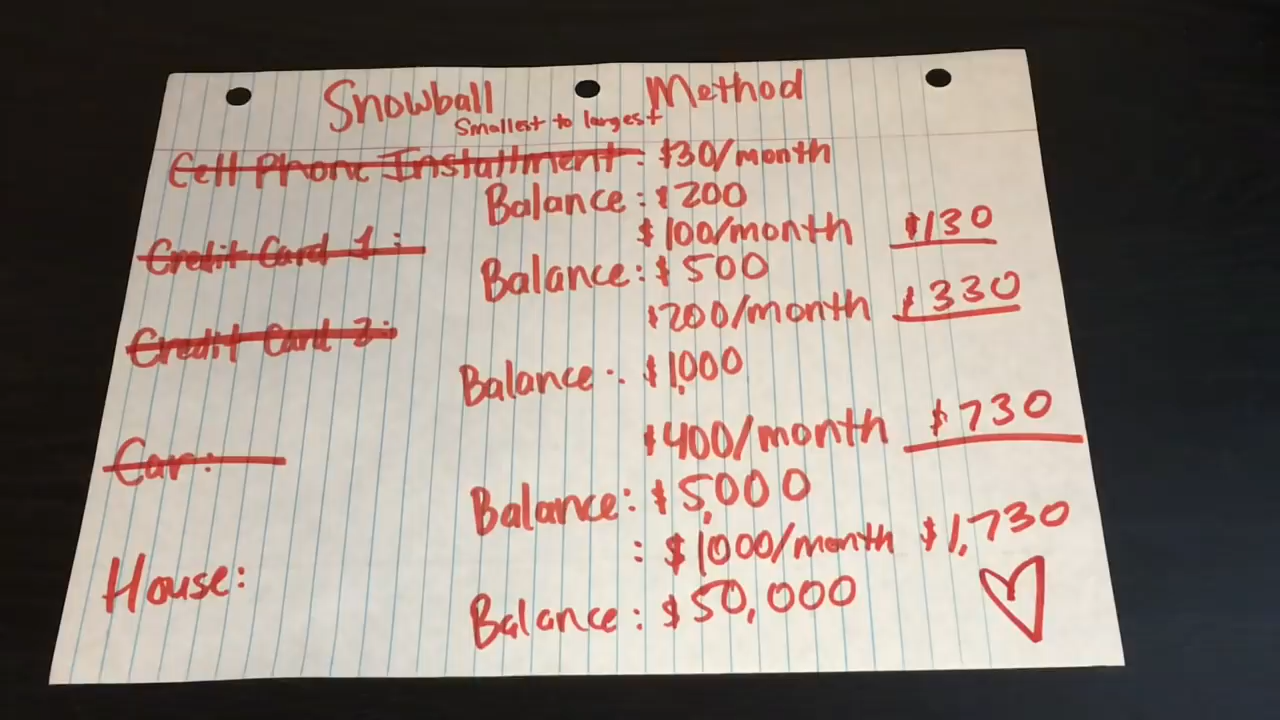 Snowball Method
Smallest to largest
Cell Phone Installment: $30/month
Balance: $200
$100/month $130
Credit Card 1:
Balance: $500
$200/month $330
Credit Card 2:
Balance: $1,000
$400/month $730
Car:
Balance: $5,000
: $1000/month $1,730
House:
Balance: $50,000